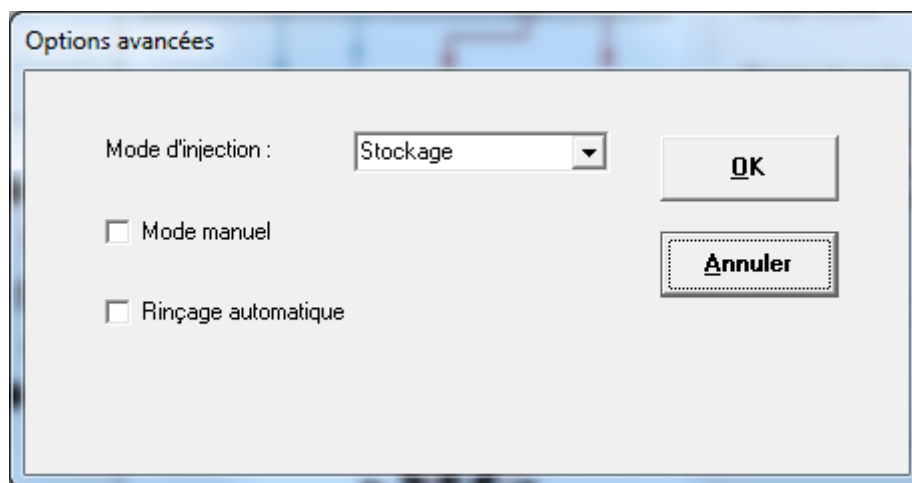 Options avancées
Mode d'injection :
Stockage
OK
Mode manuel
Annuler
Rinçage automatique